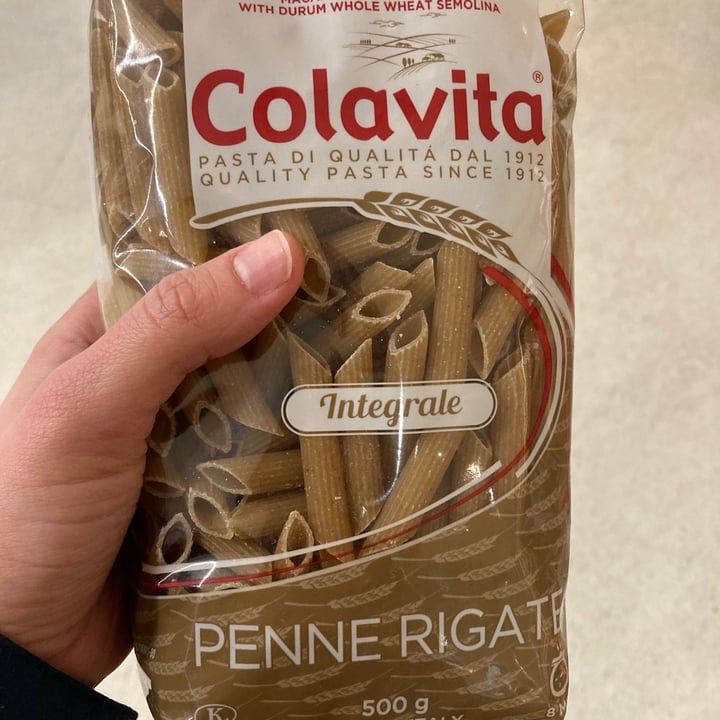 WITH DURUM WHOLE WHEAT SEMOLINA
Colavita®
PASTA DI QUALITÁ DAL 1912
QUALITY PASTA SINCE 1912
Integrale
PENNE RIGATE
K
500 g
8